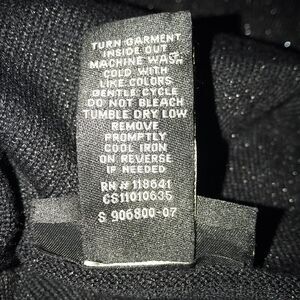 TURN GARMENT
INSIDE OUT
MACHINE WASH
COLD WITH
LIKE COLORS
GENTLE CYCLE
DO NOT BLEACH
TUMBLE DRY LOW
REMOVE
PROMPTLY
COOL IRON
ON REVERSE
IF NEEDED
RN # 118641
CS11010635
S 906800-07